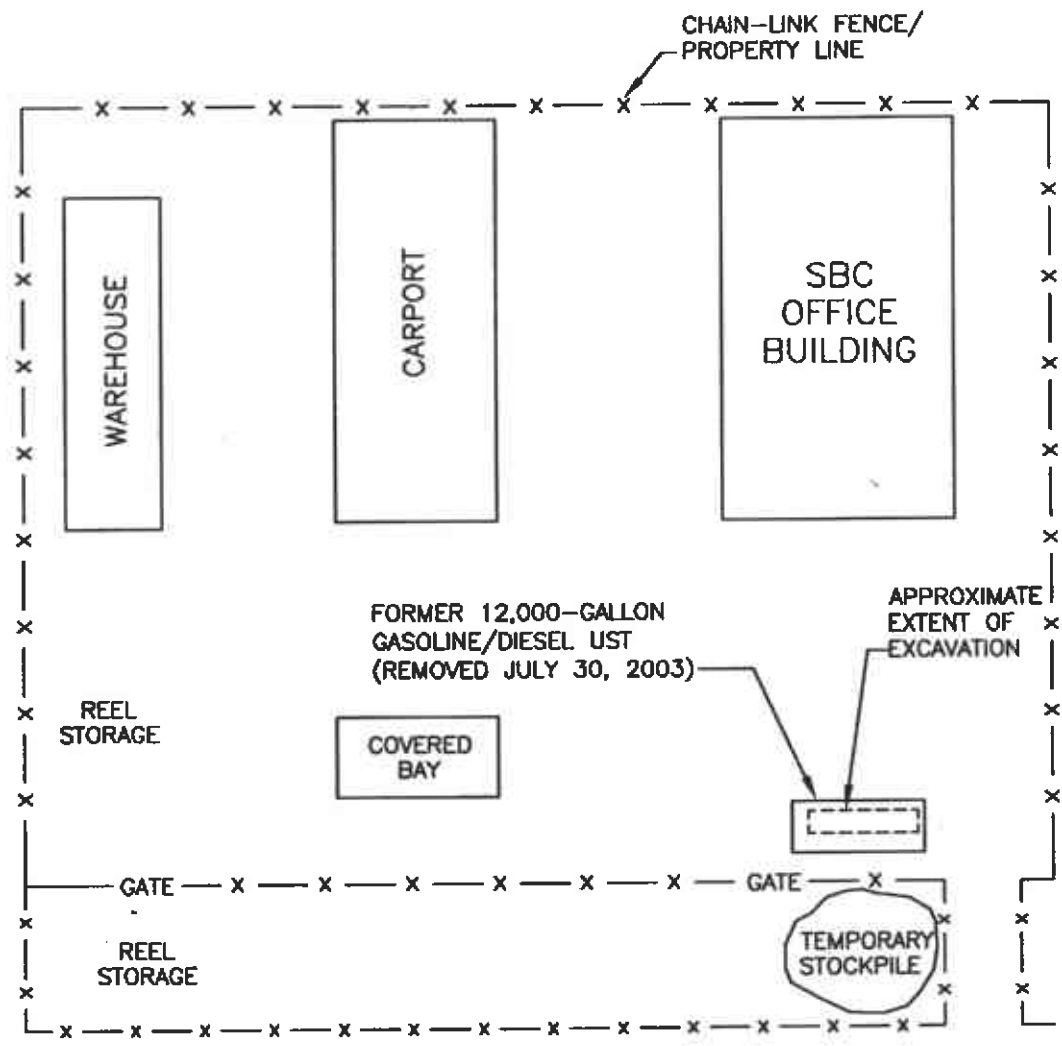 CHAIN-LINK FENCE/
PROPERTY LINE
WAREHOUSE
CARPORT
SBC
OFFICE
BUILDING
FORMER 12,000-GALLON
GASOLINE/DIESEL UST
(REMOVED JULY 30, 2003)
APPROXIMATE
EXTENT OF
EXCAVATION
REEL
STORAGE
COVERED
BAY
GATE
GATE
REEL
STORAGE
TEMPORARY
STOCKPILE